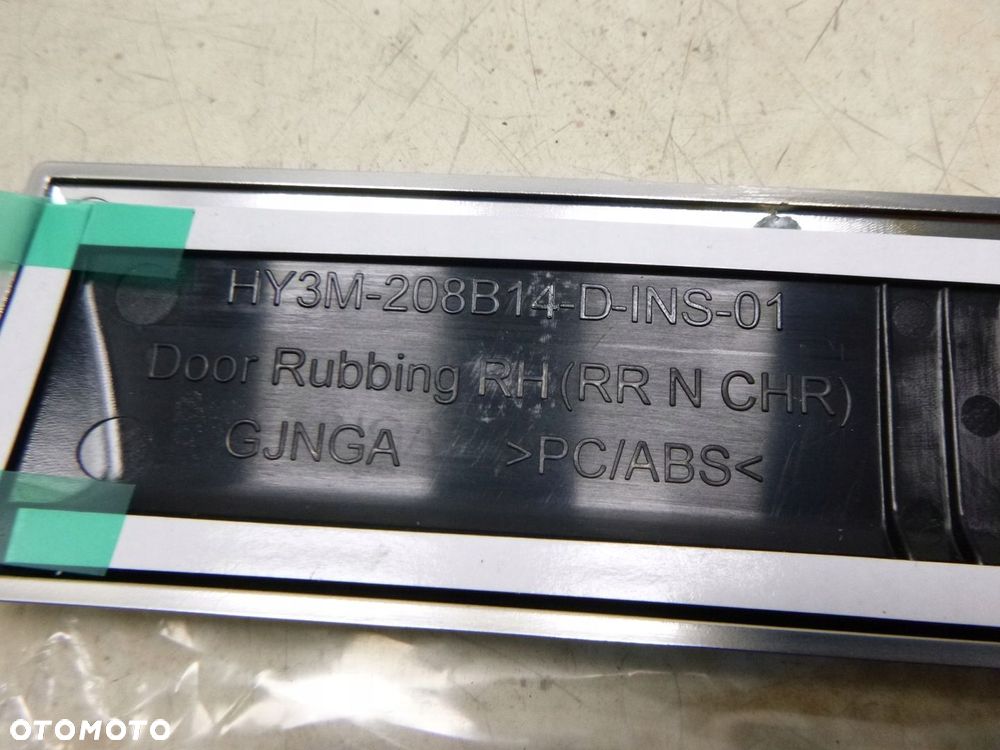 HY3M-208B14-D-INS-01
Door Rubbing RH (RR N CHR)
GJNGA >PC/ABS<
OTOMOTO